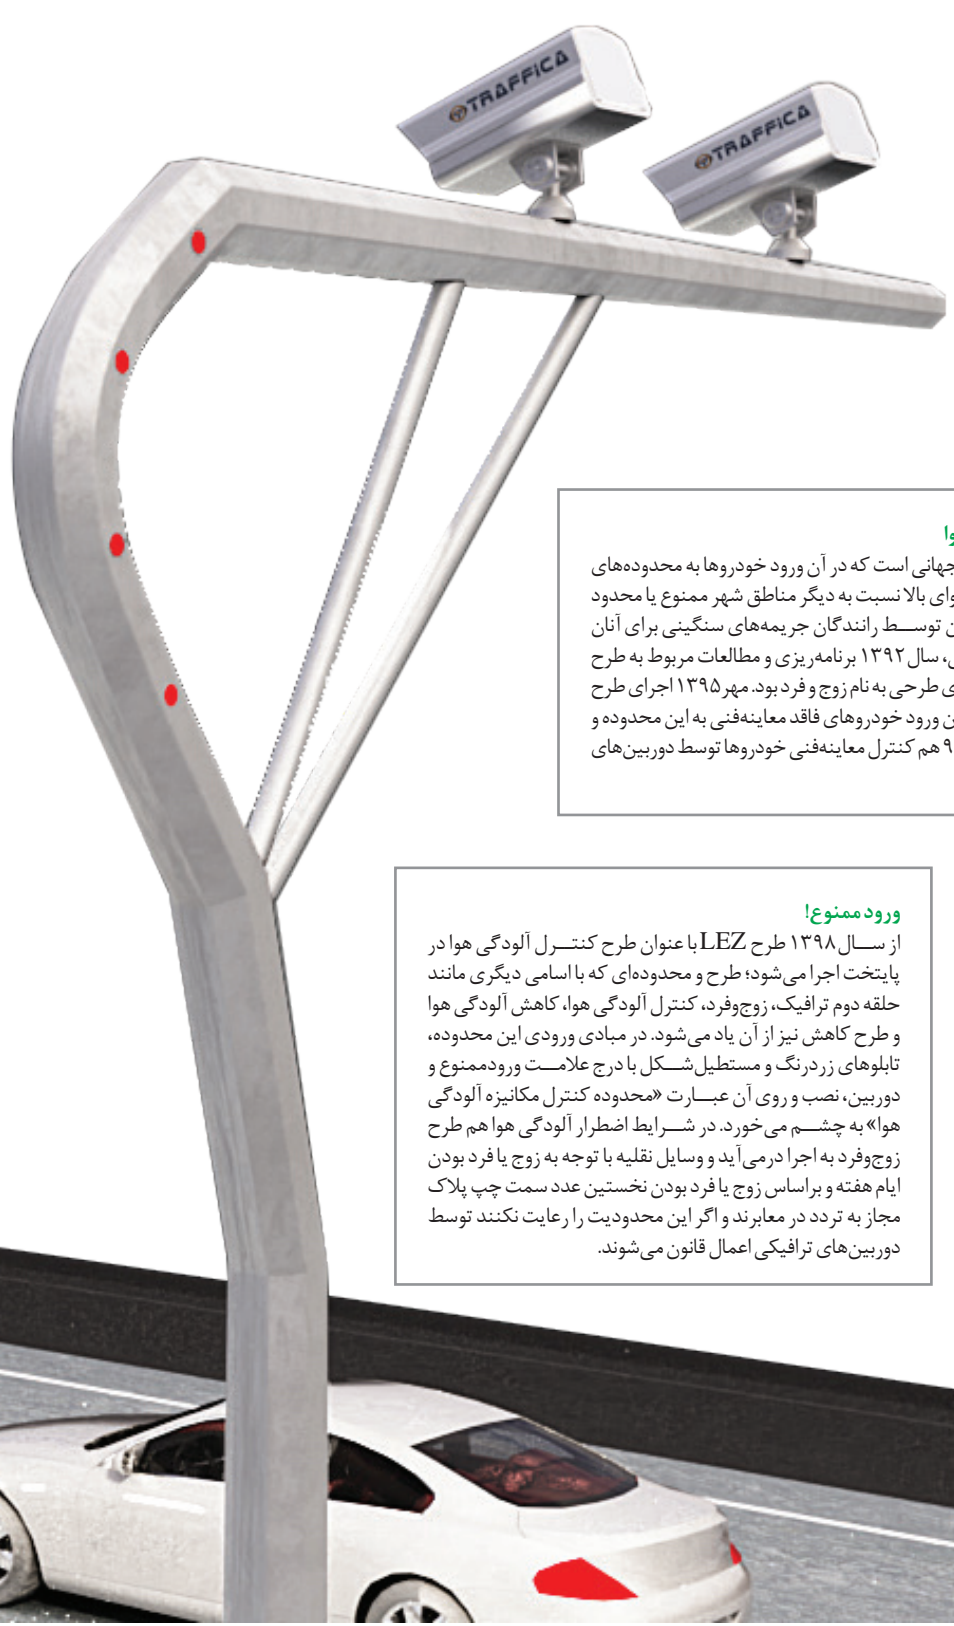 TRAFFICA
TRAFFICA
جهانی است که در آن ورود خودروها به محدوده‌های
بالا نسبت به دیگر مناطق شهر ممنوع یا محدود
توسط رانندگان جریمه‌های سنگینی برای آنان
سال ۱۳۹۲ برنامه‌ریزی و مطالعات مربوط به طرح
طرحی به نام زوج و فرد بود. مهر ۱۳۹۵ اجرای طرح
ورود خودروهای فاقد معاینه‌فنی به این محدوده و
هم کنترل معاینه‌فنی خودروها توسط دوربین‌های
ورود ممنوع!
از ســال ۱۳۹۸ طرح LEZ با عنوان طرح کنتــرل آلودگی هوا در
پایتخت اجرا می‌شود؛ طرح و محدوده‌ای که با اسامی دیگری مانند
حلقه دوم ترافیک، زوج‌وفرد، کنترل آلودگی هوا، کاهش آلودگی هوا
و طرح کاهش نیز از آن یاد می‌شود. در مبادی ورودی این محدوده،
تابلوهای زردرنگ و مستطیل‌شــکل با درج علامــت ورودممنوع و
دوربین، نصب و روی آن عبــارت «محدوده کنترل مکانیزه آلودگی
هوا» به چشــم می‌خورد. در شــرایط اضطرار آلودگی هوا هم طرح
زوج‌وفرد به اجرا درمی‌آید و وسایل نقلیه با توجه به زوج یا فرد بودن
ایام هفته و براساس زوج یا فرد بودن نخستین عدد سمت چپ پلاک
مجاز به تردد در معابرند و اگر این محدودیت را رعایت نکنند توسط
دوربین‌های ترافیکی اعمال قانون می‌شوند.